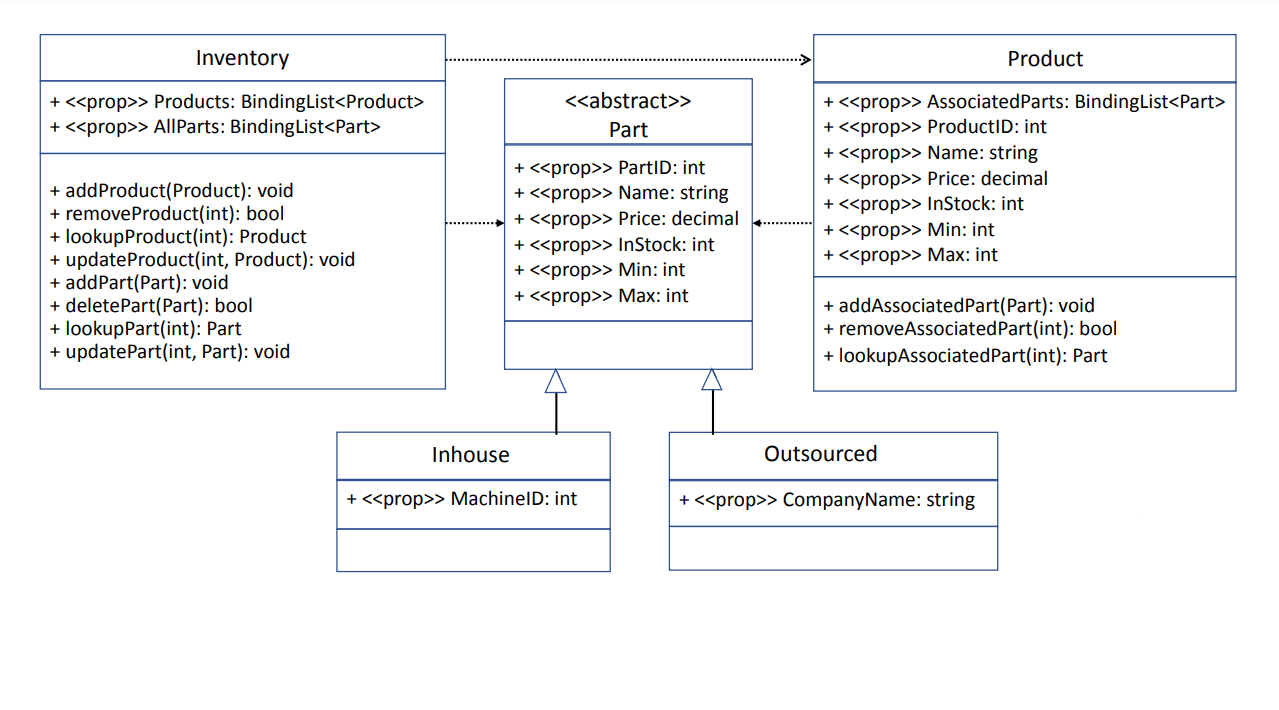 Inventory
+ <<prop>> Products: BindingList<Product>
+ <<prop>> AllParts: BindingList<Part>
+ addProduct(Product): void
+ removeProduct(int): bool
+ lookupProduct(int): Product
+ updateProduct(int, Product): void
+ addPart(Part): void
+ deletePart(Part): bool
+ lookupPart(int): Part
+ updatePart(int, Part): void
<<abstract>>
Part
+ <<prop>> PartID: int
+ <<prop>> Name: string
+ <<prop>> Price: decimal
+ <<prop>> InStock: int
+ <<prop>> Min: int
+ <<prop>> Max: int
Product
+ <<prop>> AssociatedParts: BindingList<Part>
+ <<prop>> ProductID: int
+ <<prop>> Name: string
+ <<prop>> Price: decimal
+ <<prop>> InStock: int
+ <<prop>> Min: int
+ <<prop>> Max: int
+ addAssociatedPart(Part): void
+ removeAssociatedPart(int): bool
+ lookupAssociatedPart(int): Part
Inhouse
+ <<prop>> MachineID: int
Outsourced
+ <<prop>> CompanyName: string